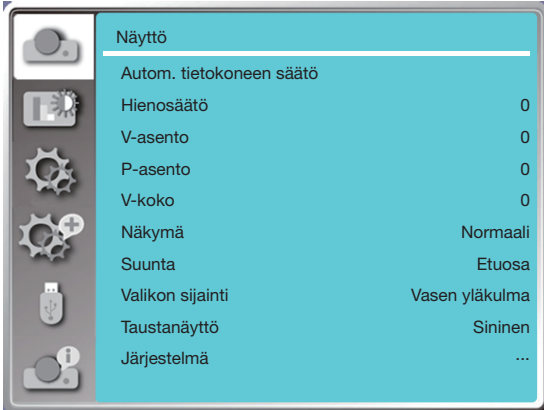 Näyttö
Autom. tietokoneen säätö
Hienosäätö 0
V-asento 0
P-asento 0
V-koko 0
Näkymä Normaali
Suunta Etuosa
Valikon sijainti Vasen yläkulma
Taustanäyttö Sininen
Järjestelmä ...